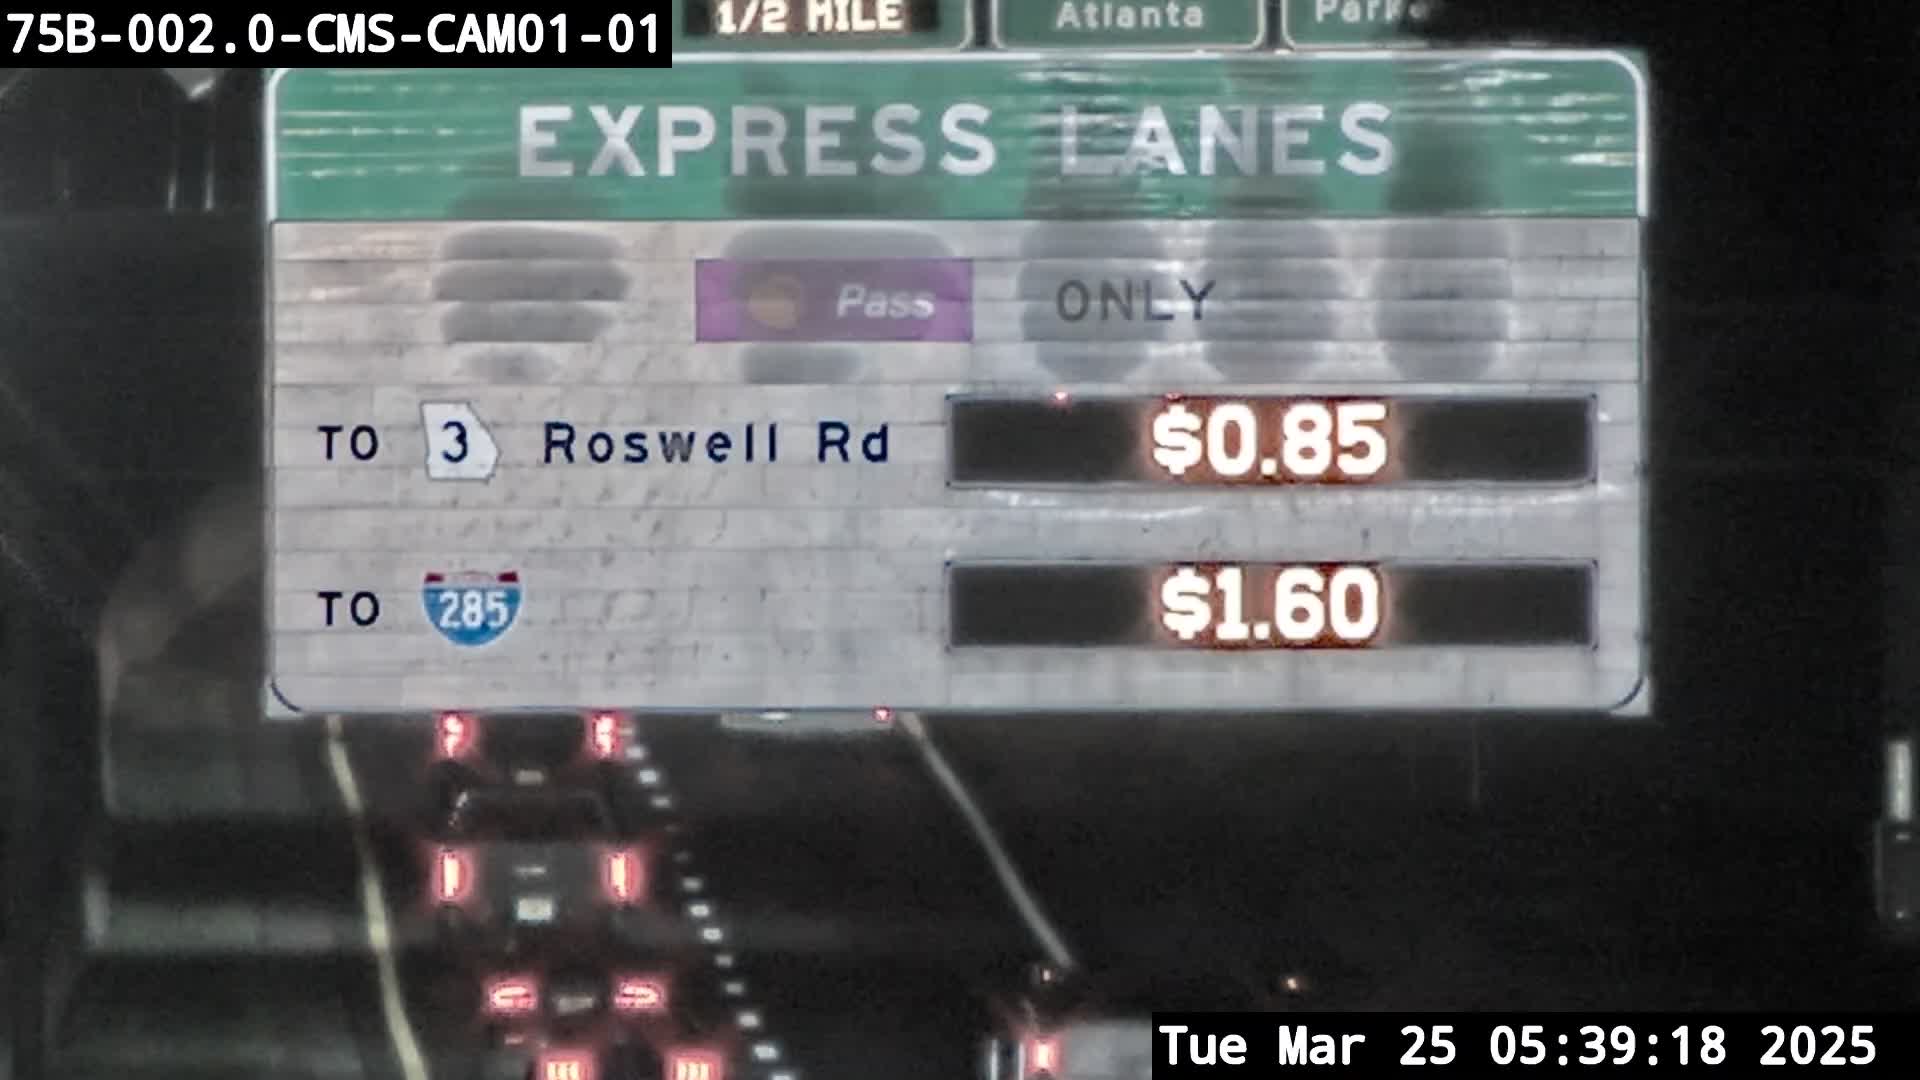 75B-002.0-CMS-CAM01-01
1/2 MILE
Atlanta
EXPRESS LANES
Pass ONLY
TO 3 Roswell Rd $0.85
TO 285 $1.60
Tue Mar 25 05:39:18 2025